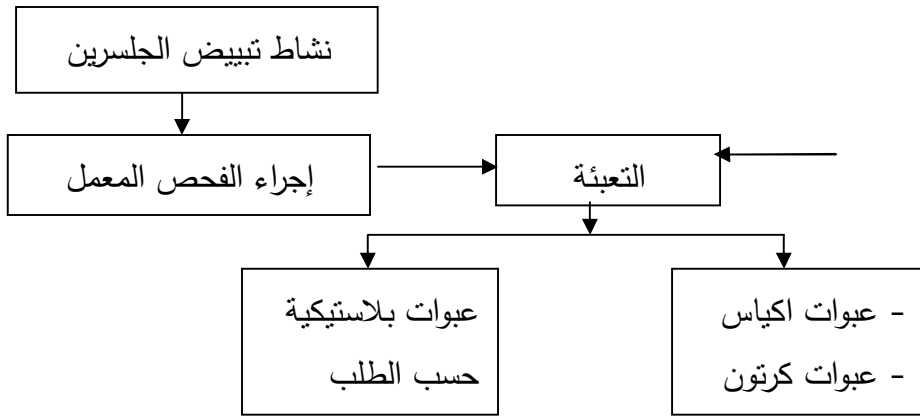 نشاط تبييض الجلسرين
إجراء الفحص المعمل
التعبئة
- عبوات اكياس
- عبوات كرتون
عبوات بلاستيكية
حسب الطلب